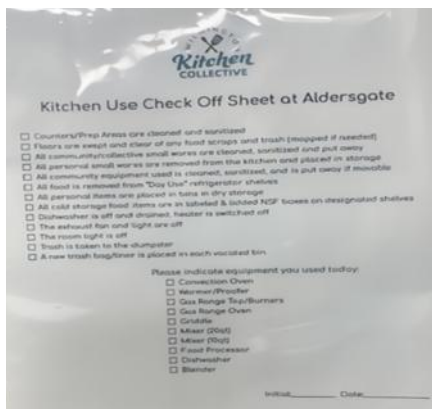 WILMINGTON
Kitchen
COLLECTIVE
Kitchen Use Check Off Sheet at Aldersgate
Counters/Prep Areas are cleaned and sanitized
Floors are swept and clear of any food scraps and trash (mopped if needed)
All community/collective small wares are cleaned, sanitized and put away
All personal small wares are removed from the kitchen and placed in storage
All community equipment used is cleaned, sanitized, and is put away if movable
All food is removed from "Day Use" refrigerator shelves
All personal items are placed in tubs in dry storage
All cold storage food items are in labeled & lidded NSF boxes on designated shelves
Dishwasher is off and drained, heater is switched off
The exhaust fan and light are off
The room light is off
Trash is taken to the dumpster
A new trash bag/liner is placed in each vacated bin
Please indicate equipment you used today:
Convection Oven
Warmer/Proofer
Gas Range Top/Burners
Gas Range Oven
Griddle
Mixer (20qt)
Mixer (10qt)
Food Processor
Dishwasher
Blender
Initial:________ Date:____________